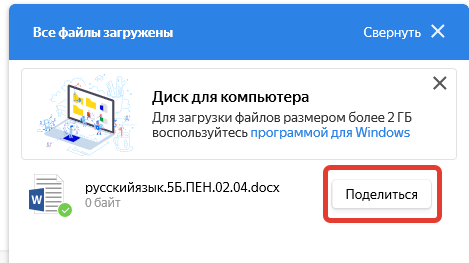 Все файлы загружены Свернуть
Диск для компьютера
Для загрузки файлов размером более 2 ГБ
воспользуйтесь программой для Windows
русскийязык.5Б.ПЕН.02.04.docx
0 байт
Поделиться
W